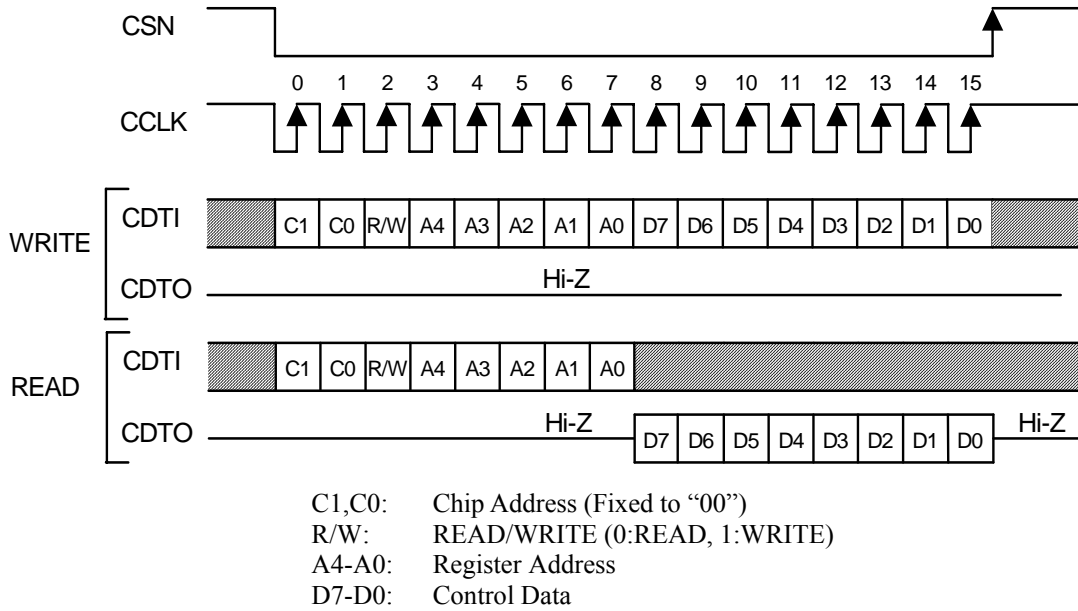 CSN
0 1 2 3 4 5 6 7 8 9 10 11 12 13 14 15
CCLK
WRITE
CDTI
C1 C0 R/W A4 A3 A2 A1 A0 D7 D6 D5 D4 D3 D2 D1 D0
CDTO
Hi-Z
READ
CDTI
C1 C0 R/W A4 A3 A2 A1 A0
CDTO
Hi-Z
D7 D6 D5 D4 D3 D2 D1 D0
Hi-Z
C1,C0: Chip Address (Fixed to “00”)
R/W: READ/WRITE (0:READ, 1:WRITE)
A4-A0: Register Address
D7-D0: Control Data